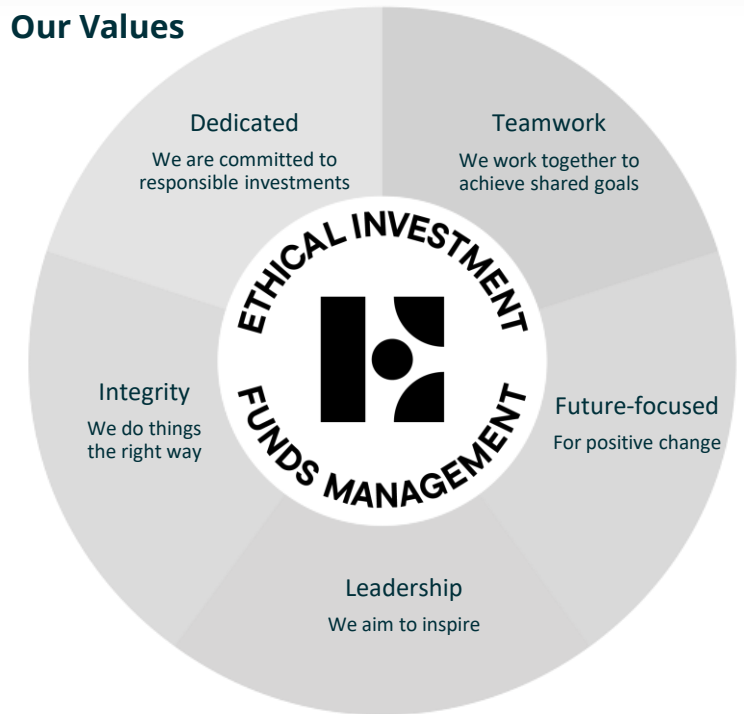 Our Values
Dedicated
We are committed to
responsible investments
Teamwork
We work together to
achieve shared goals
ETHICAL INVESTMENT
FUNDS MANAGEMENT
Integrity
We do things
the right way
Future-focused
For positive change
Leadership
We aim to inspire